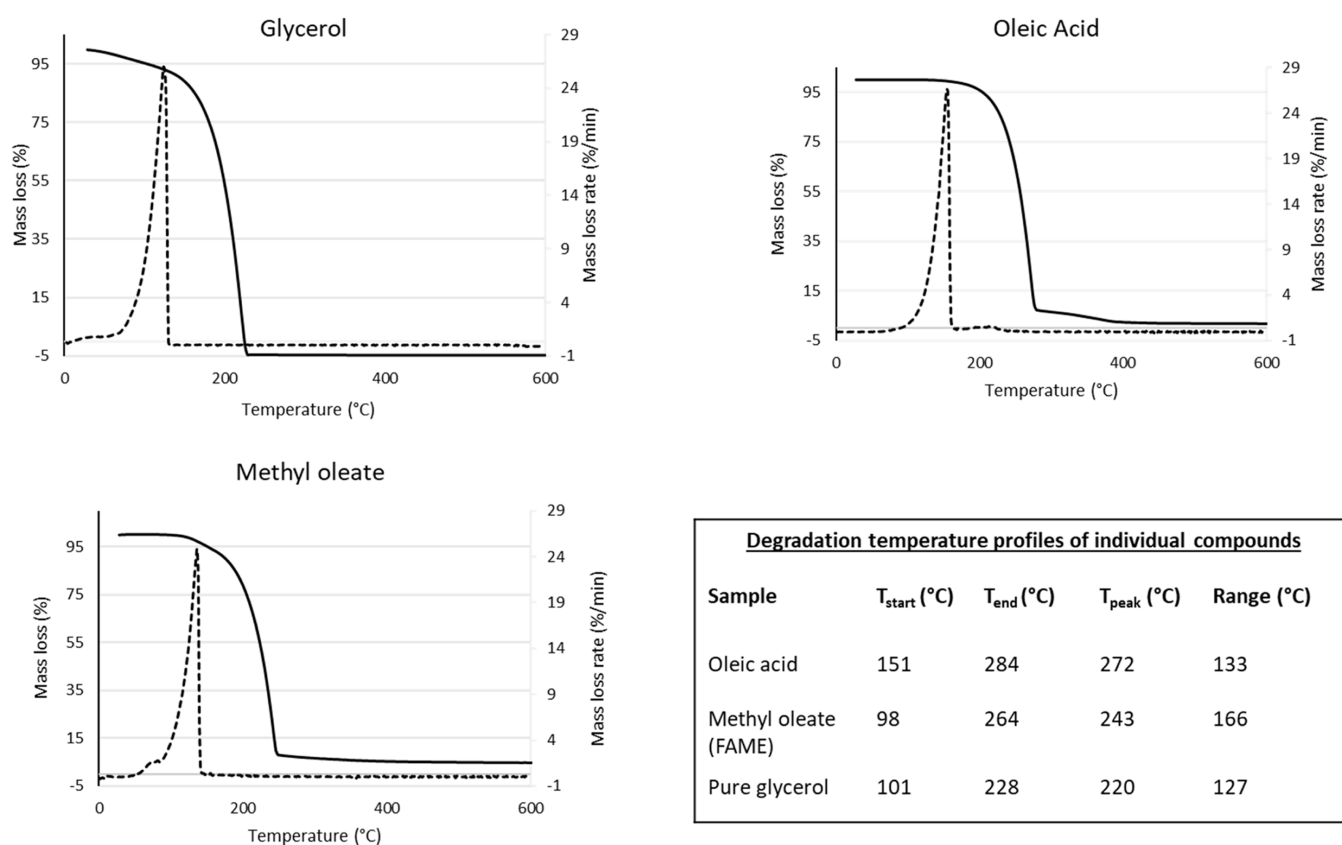 Glycerol
29
24
19
14
9
4
-1
95
75
55
35
15
-5
0
200
400
600
Mass loss (%)
Mass loss rate (%/min)
Temperature (°C)
Oleic Acid
29
24
19
14
9
4
-1
95
75
55
35
15
-5
0
200
400
600
Mass loss (%)
Mass loss rate (%/min)
Temperature (°C)
Methyl oleate
29
24
19
14
9
4
-1
95
75
55
35
15
-5
0
200
400
600
Mass loss (%)
Mass loss rate (%/min)
Temperature (°C)
Degradation temperature profiles of individual compounds
Sample Tstart (°C) Tend (°C) Tpeak (°C) Range (°C)
Oleic acid 151 284 272 133
Methyl oleate 98 264 243 166
(FAME)
Pure glycerol 101 228 220 127